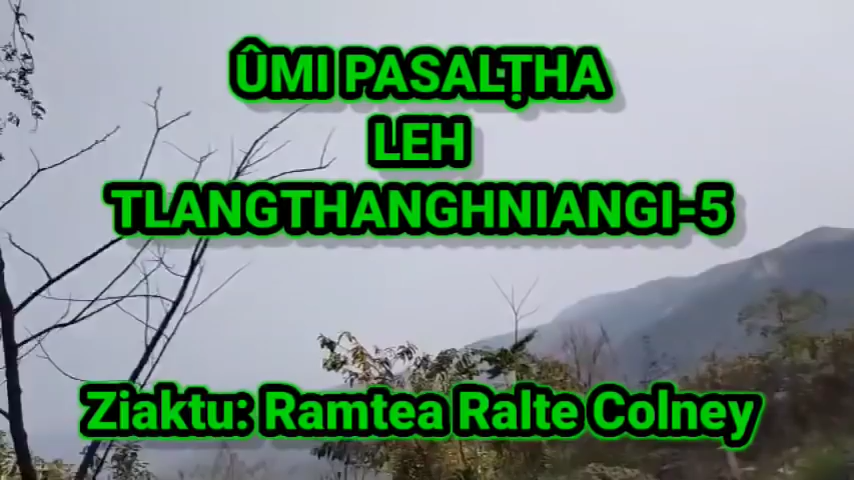 ÛMI PASALṬHA
LEH
TLANGTHANGHNIANGI-5
Ziaktu: Ramtea Ralte Colney